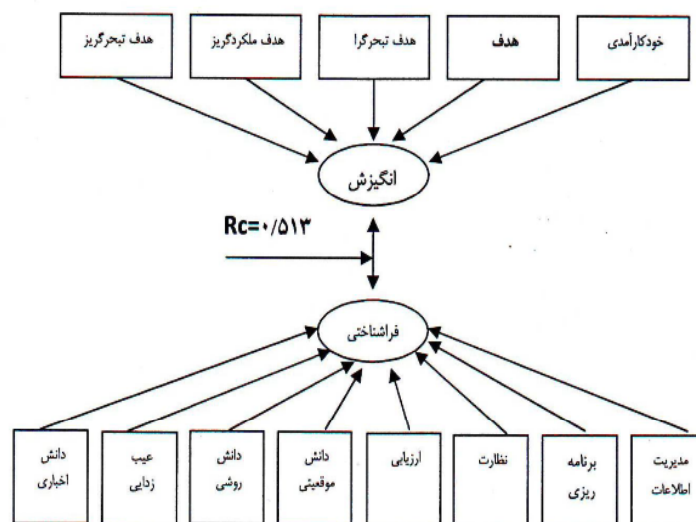 خودکارآمدی
هدف
هدف تبحرگرا
هدف ملکردگریز
هدف تبحرگریز
انگیزش
Rc=۰/۵۱۳
فراشناختی
مدیریت
اطلاعات
برنامه
ریزی
نظارت
ارزیابی
دانش
موقعیتی
دانش
روشی
عیب
زدایی
دانش
اخباری